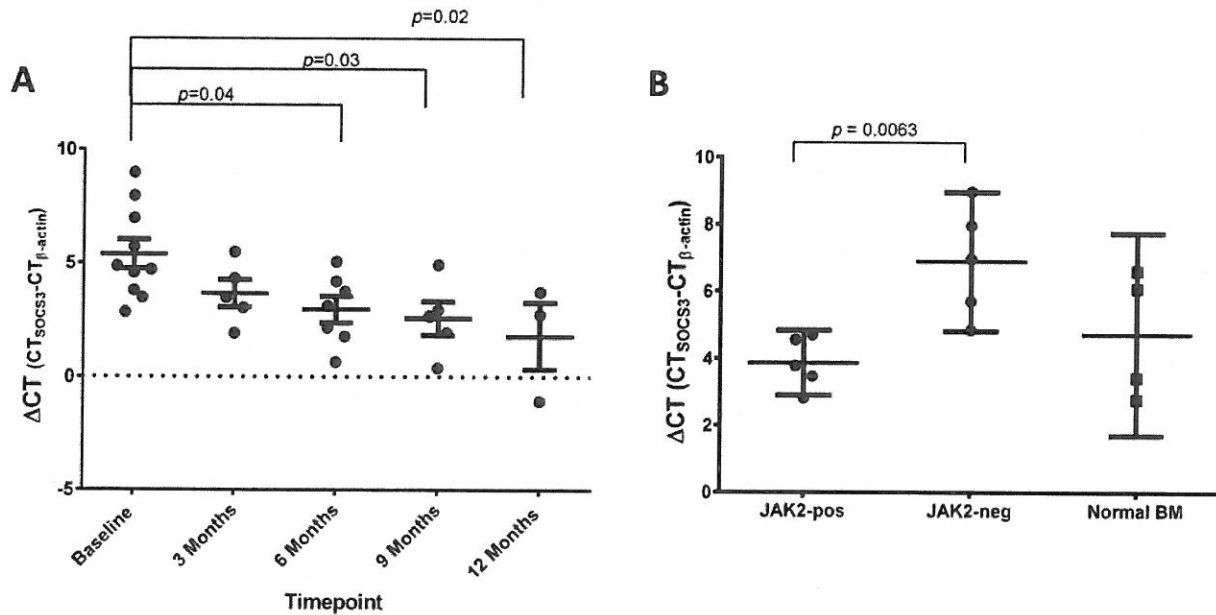 A
p=0.02
p=0.03
p=0.04
10
5
0
-5
ΔCT (CTSOCS3-CTβ-actin)
Baseline
3 Months
6 Months
9 Months
12 Months
Timepoint
B
p = 0.0063
10
8
6
4
2
0
ΔCT (CTSOCS3-CTβ-actin)
JAK2-pos
JAK2-neg
Normal BM